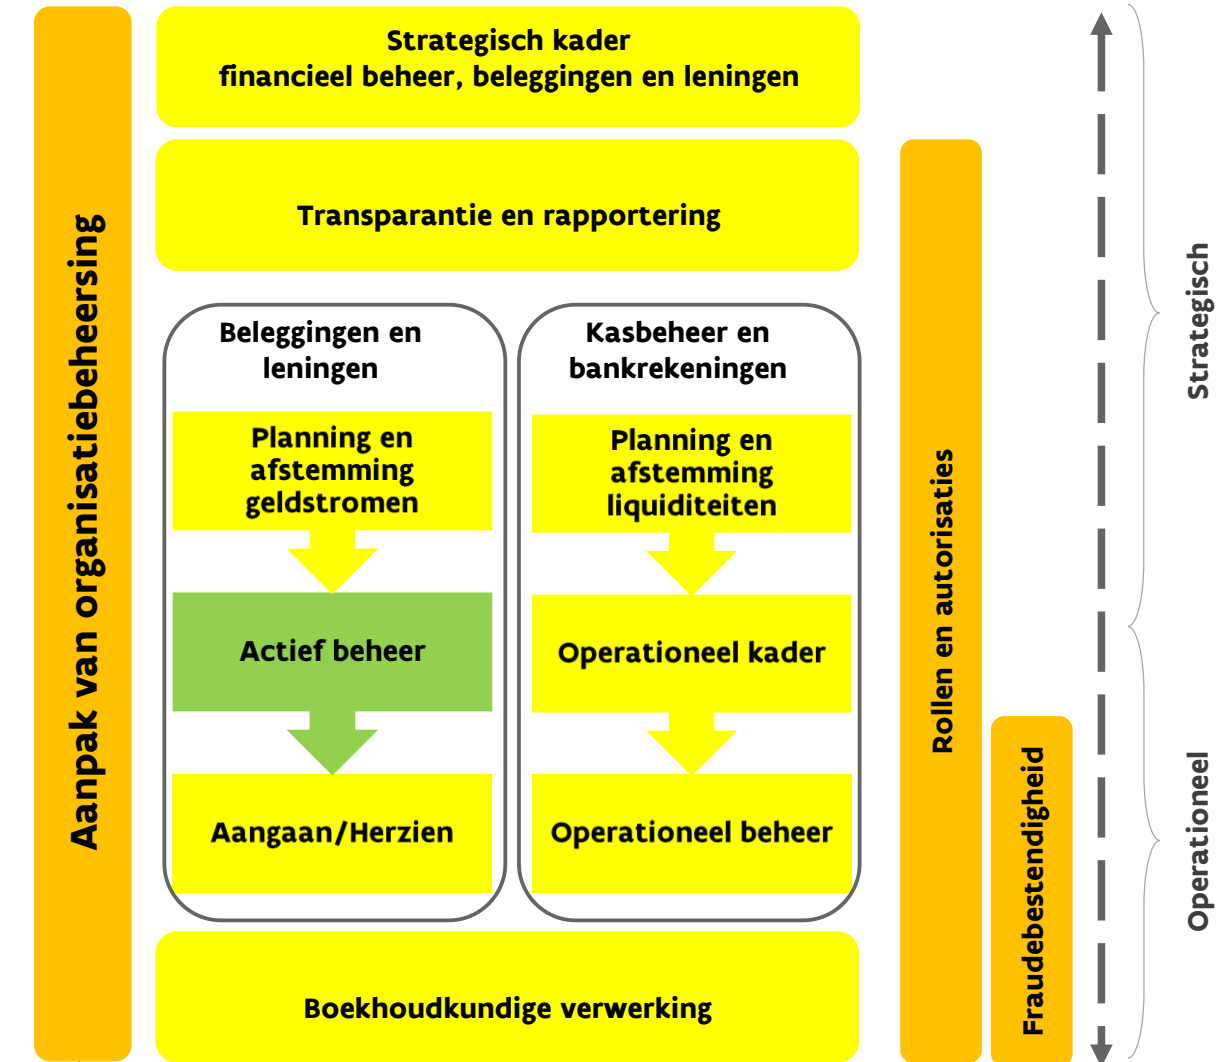 Aanpak van organisatiebeheersing
Strategisch kader
financieel beheer, beleggingen en leningen
Transparantie en rapportering
Beleggingen en
leningen
Planning en
afstemming
geldstromen
Actief beheer
Aangaan/Herzien
Kasbeheer en
bankrekeningen
Planning en
afstemming
liquiditeiten
Operationeel kader
Operationeel beheer
Boekhoudkundige verwerking
Rollen en autorisaties
Fraudebestendigheid
Strategisch
Operationeel